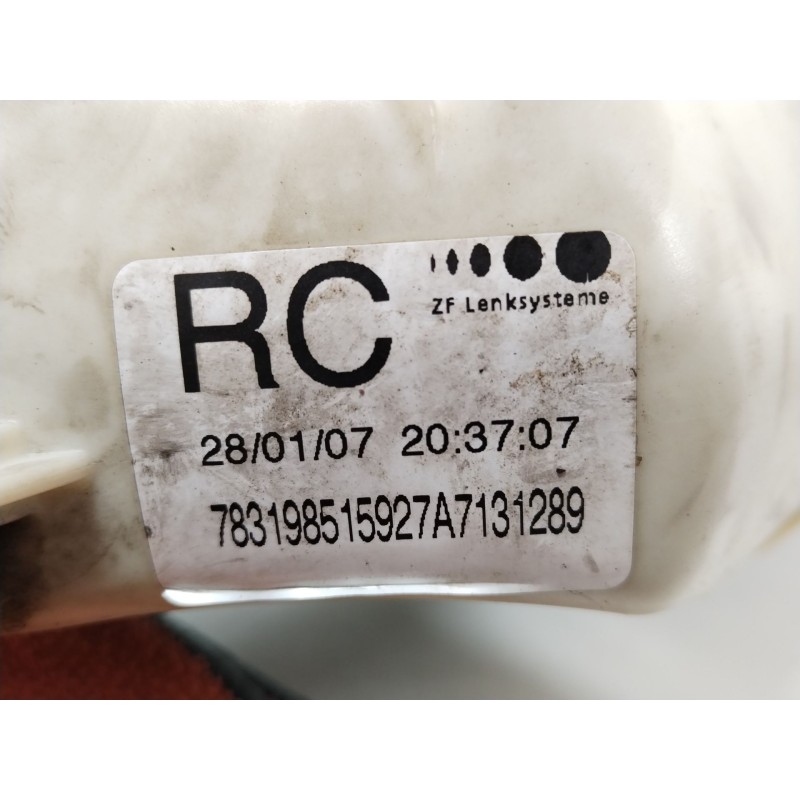 RC
ZF Lenksysteme
28/01/07 20:37:07
783198515927A7131289